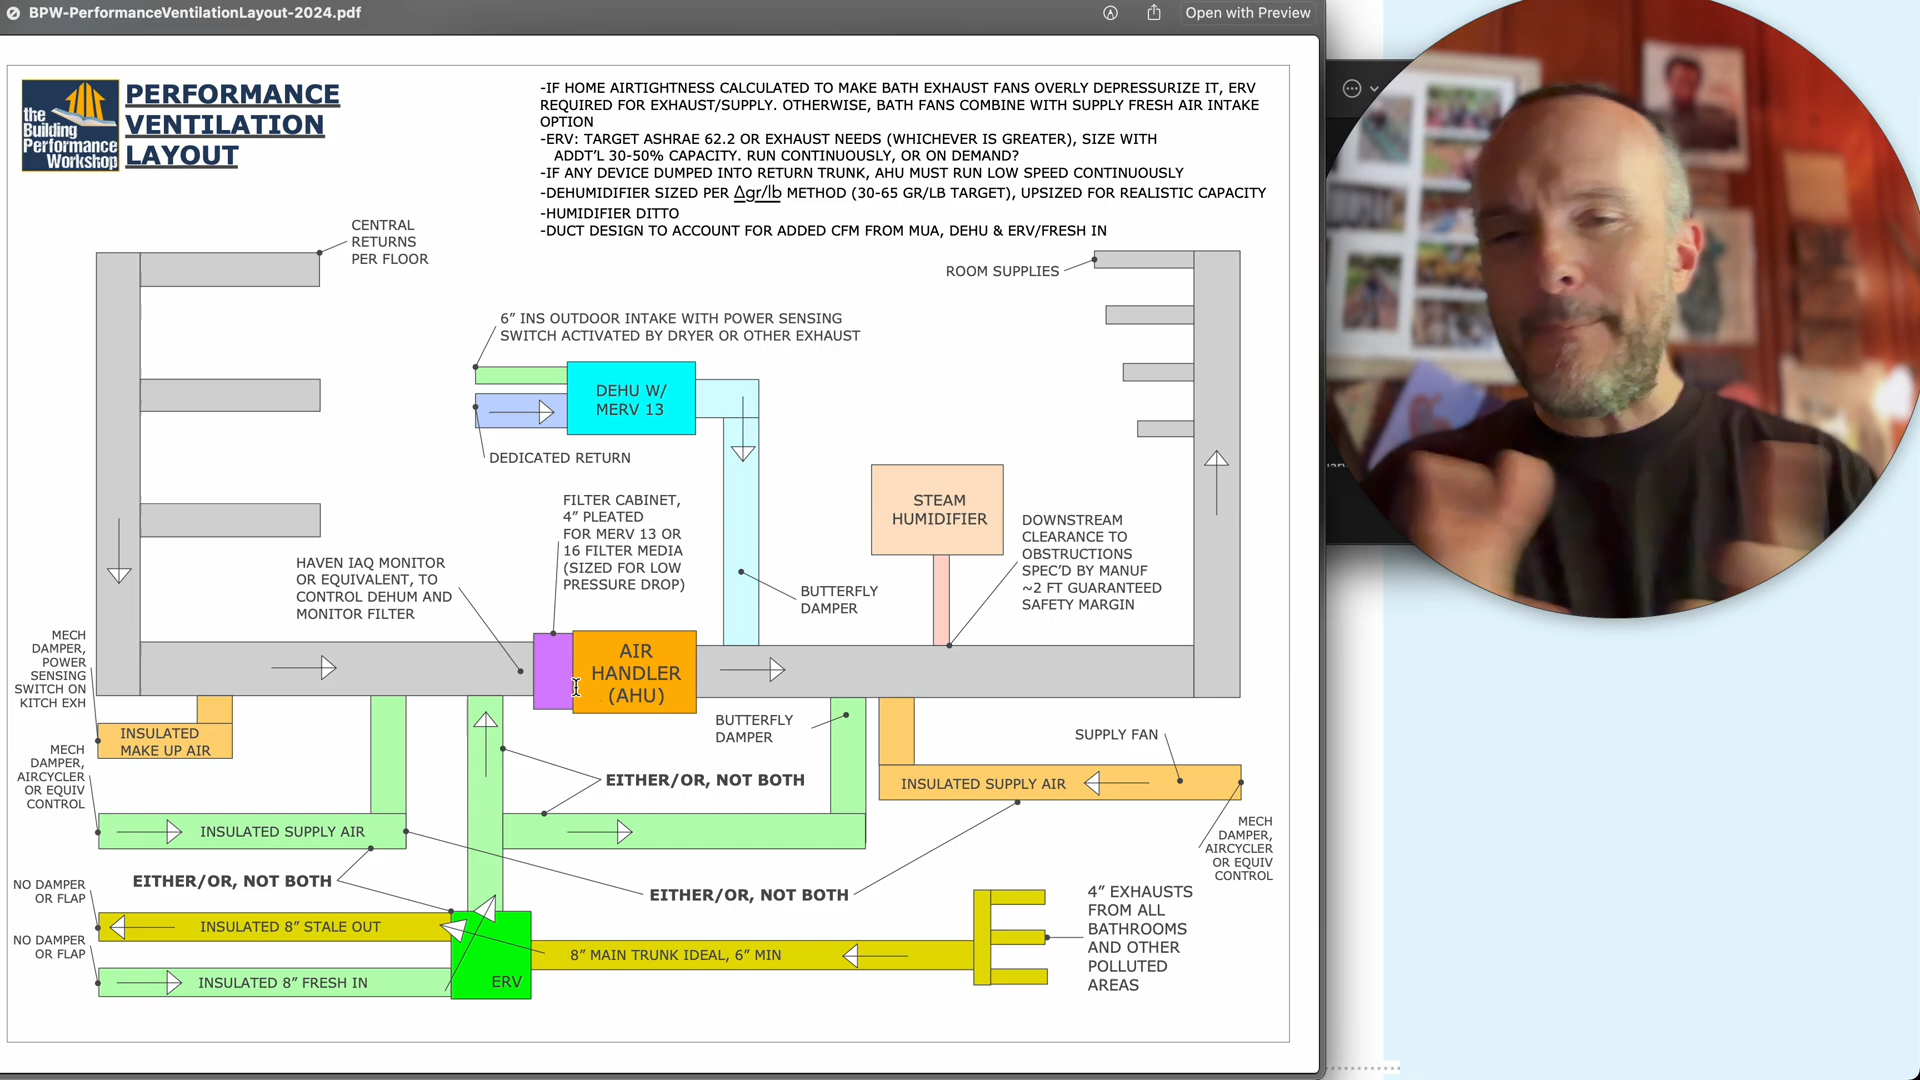 BPW-PerformanceVentilationLayout-2024.pdf
Open with Preview
the
Building
Performance
Workshop
PERFORMANCE
VENTILATION
LAYOUT
-IF HOME AIRTIGHTNESS CALCULATED TO MAKE BATH EXHAUST FANS OVERLY DEPRESSURIZE IT, ERV
REQUIRED FOR EXHAUST/SUPPLY. OTHERWISE, BATH FANS COMBINE WITH SUPPLY FRESH AIR INTAKE
OPTION
-ERV: TARGET ASHRAE 62.2 OR EXHAUST NEEDS (WHICHEVER IS GREATER), SIZE WITH
ADDT'L 30-50% CAPACITY. RUN CONTINUOUSLY, OR ON DEMAND?
-IF ANY DEVICE DUMPED INTO RETURN TRUNK, AHU MUST RUN LOW SPEED CONTINUOUSLY
-DEHUMIDIFIER SIZED PER Δgr/lb METHOD (30-65 GR/LB TARGET), UPSIZED FOR REALISTIC CAPACITY
-HUMIDIFIER DITTO
-DUCT DESIGN TO ACCOUNT FOR ADDED CFM FROM MUA, DEHU & ERV/FRESH IN
CENTRAL
RETURNS
PER FLOOR
ROOM SUPPLIES
6" INS OUTDOOR INTAKE WITH POWER SENSING
SWITCH ACTIVATED BY DRYER OR OTHER EXHAUST
DEHU W/
MERV 13
DEDICATED RETURN
FILTER CABINET,
4" PLEATED
FOR MERV 13 OR
16 FILTER MEDIA
(SIZED FOR LOW
PRESSURE DROP)
STEAM
HUMIDIFIER
DOWNSTREAM
CLEARANCE TO
OBSTRUCTIONS
SPEC'D BY MANUF
~2 FT GUARANTEED
SAFETY MARGIN
HAVEN IAQ MONITOR
OR EQUIVALENT, TO
CONTROL DEHUM AND
MONITOR FILTER
BUTTERFLY
DAMPER
MECH
DAMPER,
POWER
SENSING
SWITCH ON
KITCH EXH
AIR
HANDLER
(AHU)
INSULATED
MAKE UP AIR
BUTTERFLY
DAMPER
SUPPLY FAN
MECH
DAMPER,
AIRCYCLER
OR EQUIV
CONTROL
EITHER/OR, NOT BOTH
INSULATED SUPPLY AIR
INSULATED SUPPLY AIR
MECH
DAMPER,
AIRCYCLER
OR EQUIV
CONTROL
EITHER/OR, NOT BOTH
EITHER/OR, NOT BOTH
NO DAMPER
OR FLAP
INSULATED 8" STALE OUT
4" EXHAUSTS
FROM ALL
BATHROOMS
AND OTHER
POLLUTED
AREAS
NO DAMPER
OR FLAP
8" MAIN TRUNK IDEAL, 6" MIN
INSULATED 8" FRESH IN
ERV